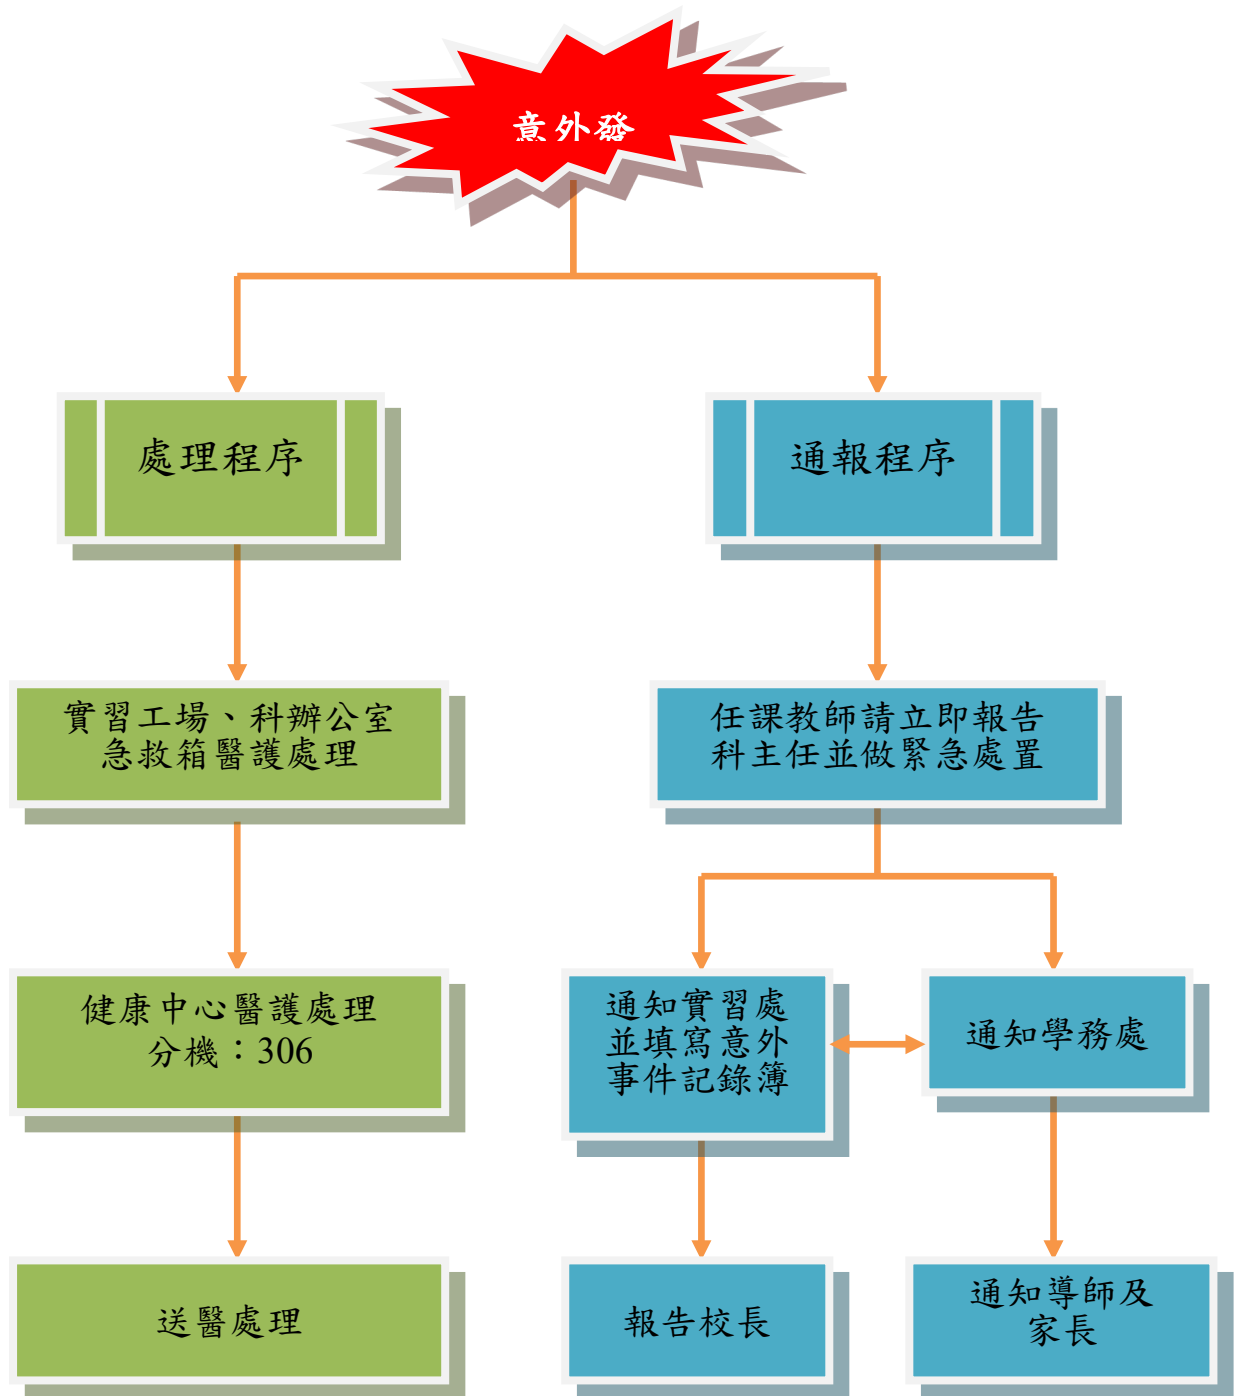 意外發
處理程序
通報程序
實習工場、科辦公室
急救箱醫護處理
任課教師請立即報告
科主任並做緊急處置
健康中心醫護處理
分機：306
通知實習處
並填寫意外
事件記錄簿
通知學務處
送醫處理
報告校長
通知導師及
家長